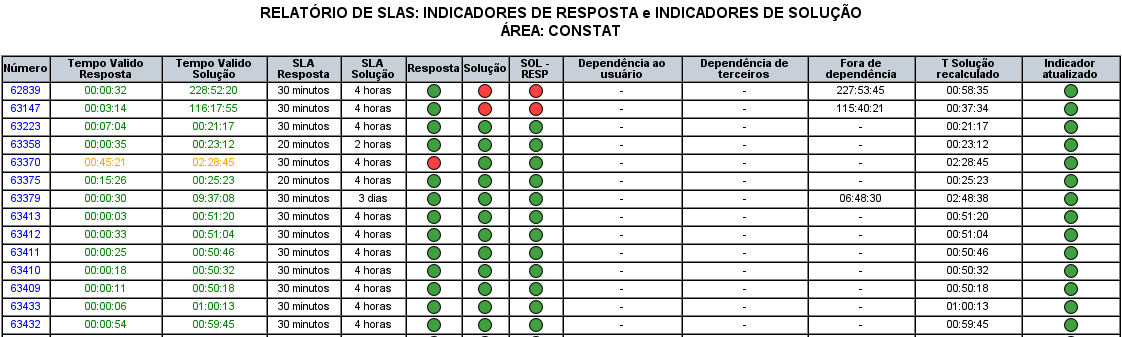 RELATÓRIO DE SLAS: INDICADORES DE RESPOSTA e INDICADORES DE SOLUÇÃO
ÁREA: CONSTAT
Número Tempo Valido Resposta Tempo Valido Solução SLA Resposta SLA Solução Resposta Solução SOL - RESP Dependência ao usuário Dependência de terceiros Fora de dependência T Solução recalculado Indicador atualizado
62839 00:00:32 228:52:20 30 minutos 4 horas - - 227:53:45 00:58:35
63147 00:03:14 116:17:55 30 minutos 4 horas - - 115:40:21 00:37:34
63223 00:07:04 00:21:17 30 minutos 4 horas - - - 00:21:17
63358 00:00:35 00:23:12 20 minutos 2 horas - - - 00:23:12
63370 00:45:21 02:28:45 30 minutos 4 horas - - - 02:28:45
63375 00:15:26 00:25:23 20 minutos 4 horas - - - 00:25:23
63379 00:00:30 09:37:08 30 minutos 3 dias - - 06:48:30 02:48:38
63413 00:00:03 00:51:20 30 minutos 4 horas - - - 00:51:20
63412 00:00:33 00:51:04 30 minutos 4 horas - - - 00:51:04
63411 00:00:25 00:50:46 30 minutos 4 horas - - - 00:50:46
63410 00:00:18 00:50:32 30 minutos 4 horas - - - 00:50:32
63409 00:00:11 00:50:18 30 minutos 4 horas - - - 00:50:18
63433 00:00:06 01:00:13 30 minutos 4 horas - - - 01:00:13
63432 00:00:54 00:59:45 30 minutos 4 horas - - - 00:59:45